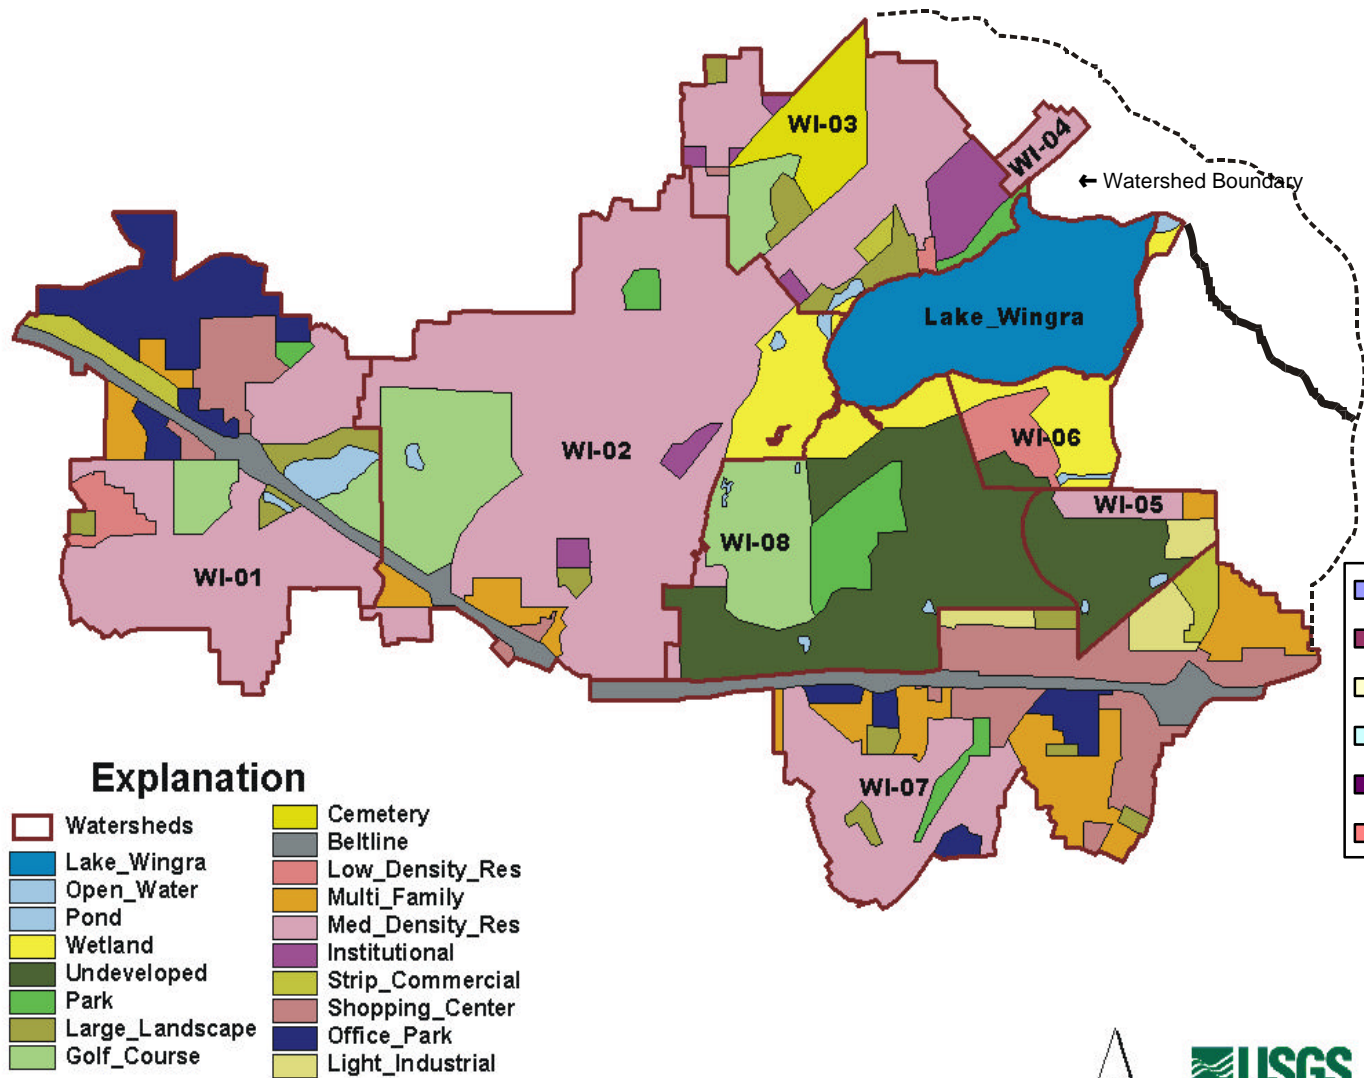 WI-03
WI-04
← Watershed Boundary
Lake_Wingra
WI-02
WI-06
WI-05
WI-08
WI-01
WI-07
Explanation
Watersheds
Lake_Wingra
Open_Water
Pond
Wetland
Undeveloped
Park
Large_Landscape
Golf_Course
Cemetery
Beltline
Low_Density_Res
Multi_Family
Med_Density_Res
Institutional
Strip_Commercial
Shopping_Center
Office_Park
Light_Industrial
USGS